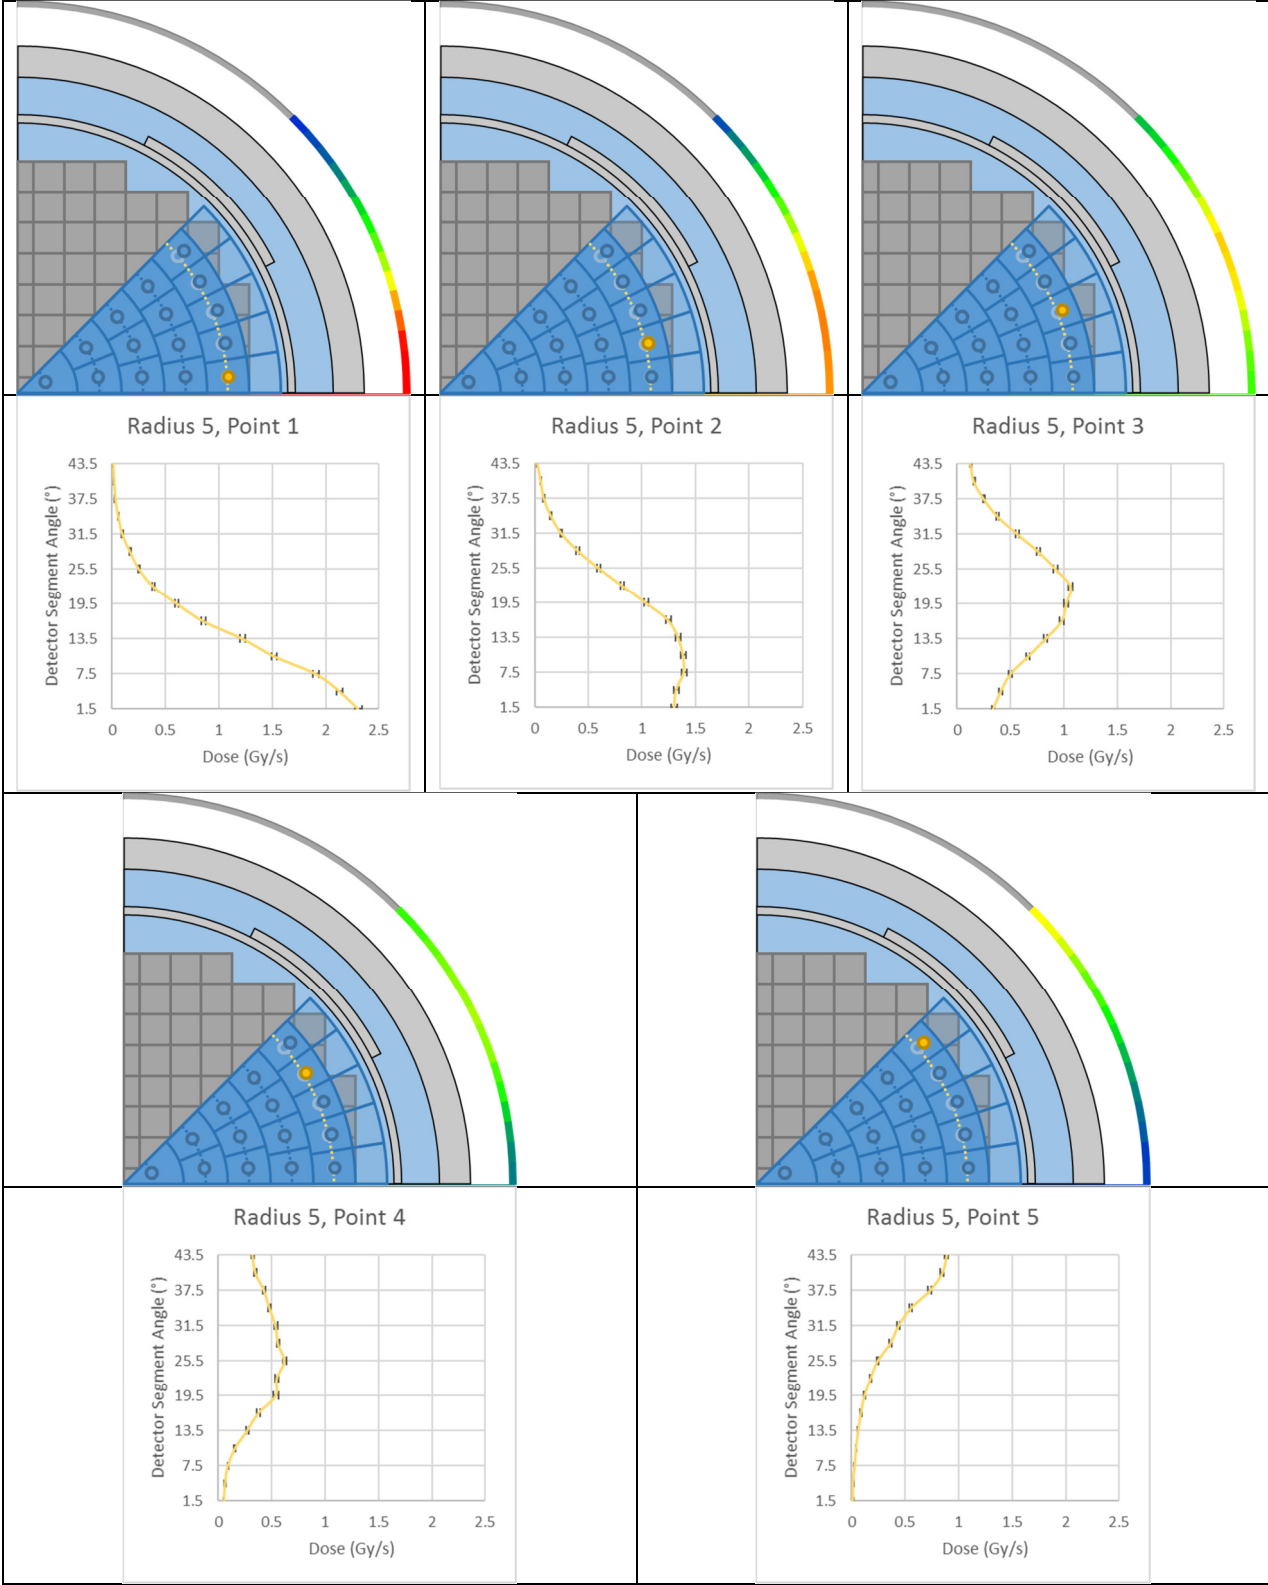 Radius 5, Point 1
43.5
37.5
31.5
25.5
19.5
13.5
7.5
1.5
Detector Segment Angle (°)
0 0.5 1 1.5 2 2.5
Dose (Gy/s)
Radius 5, Point 2
43.5
37.5
31.5
25.5
19.5
13.5
7.5
1.5
Detector Segment Angle (°)
0 0.5 1 1.5 2 2.5
Dose (Gy/s)
Radius 5, Point 3
43.5
37.5
31.5
25.5
19.5
13.5
7.5
1.5
Detector Segment Angle (°)
0 0.5 1 1.5 2 2.5
Dose (Gy/s)
Radius 5, Point 4
43.5
37.5
31.5
25.5
19.5
13.5
7.5
1.5
Detector Segment Angle (°)
0 0.5 1 1.5 2 2.5
Dose (Gy/s)
Radius 5, Point 5
43.5
37.5
31.5
25.5
19.5
13.5
7.5
1.5
Detector Segment Angle (°)
0 0.5 1 1.5 2 2.5
Dose (Gy/s)